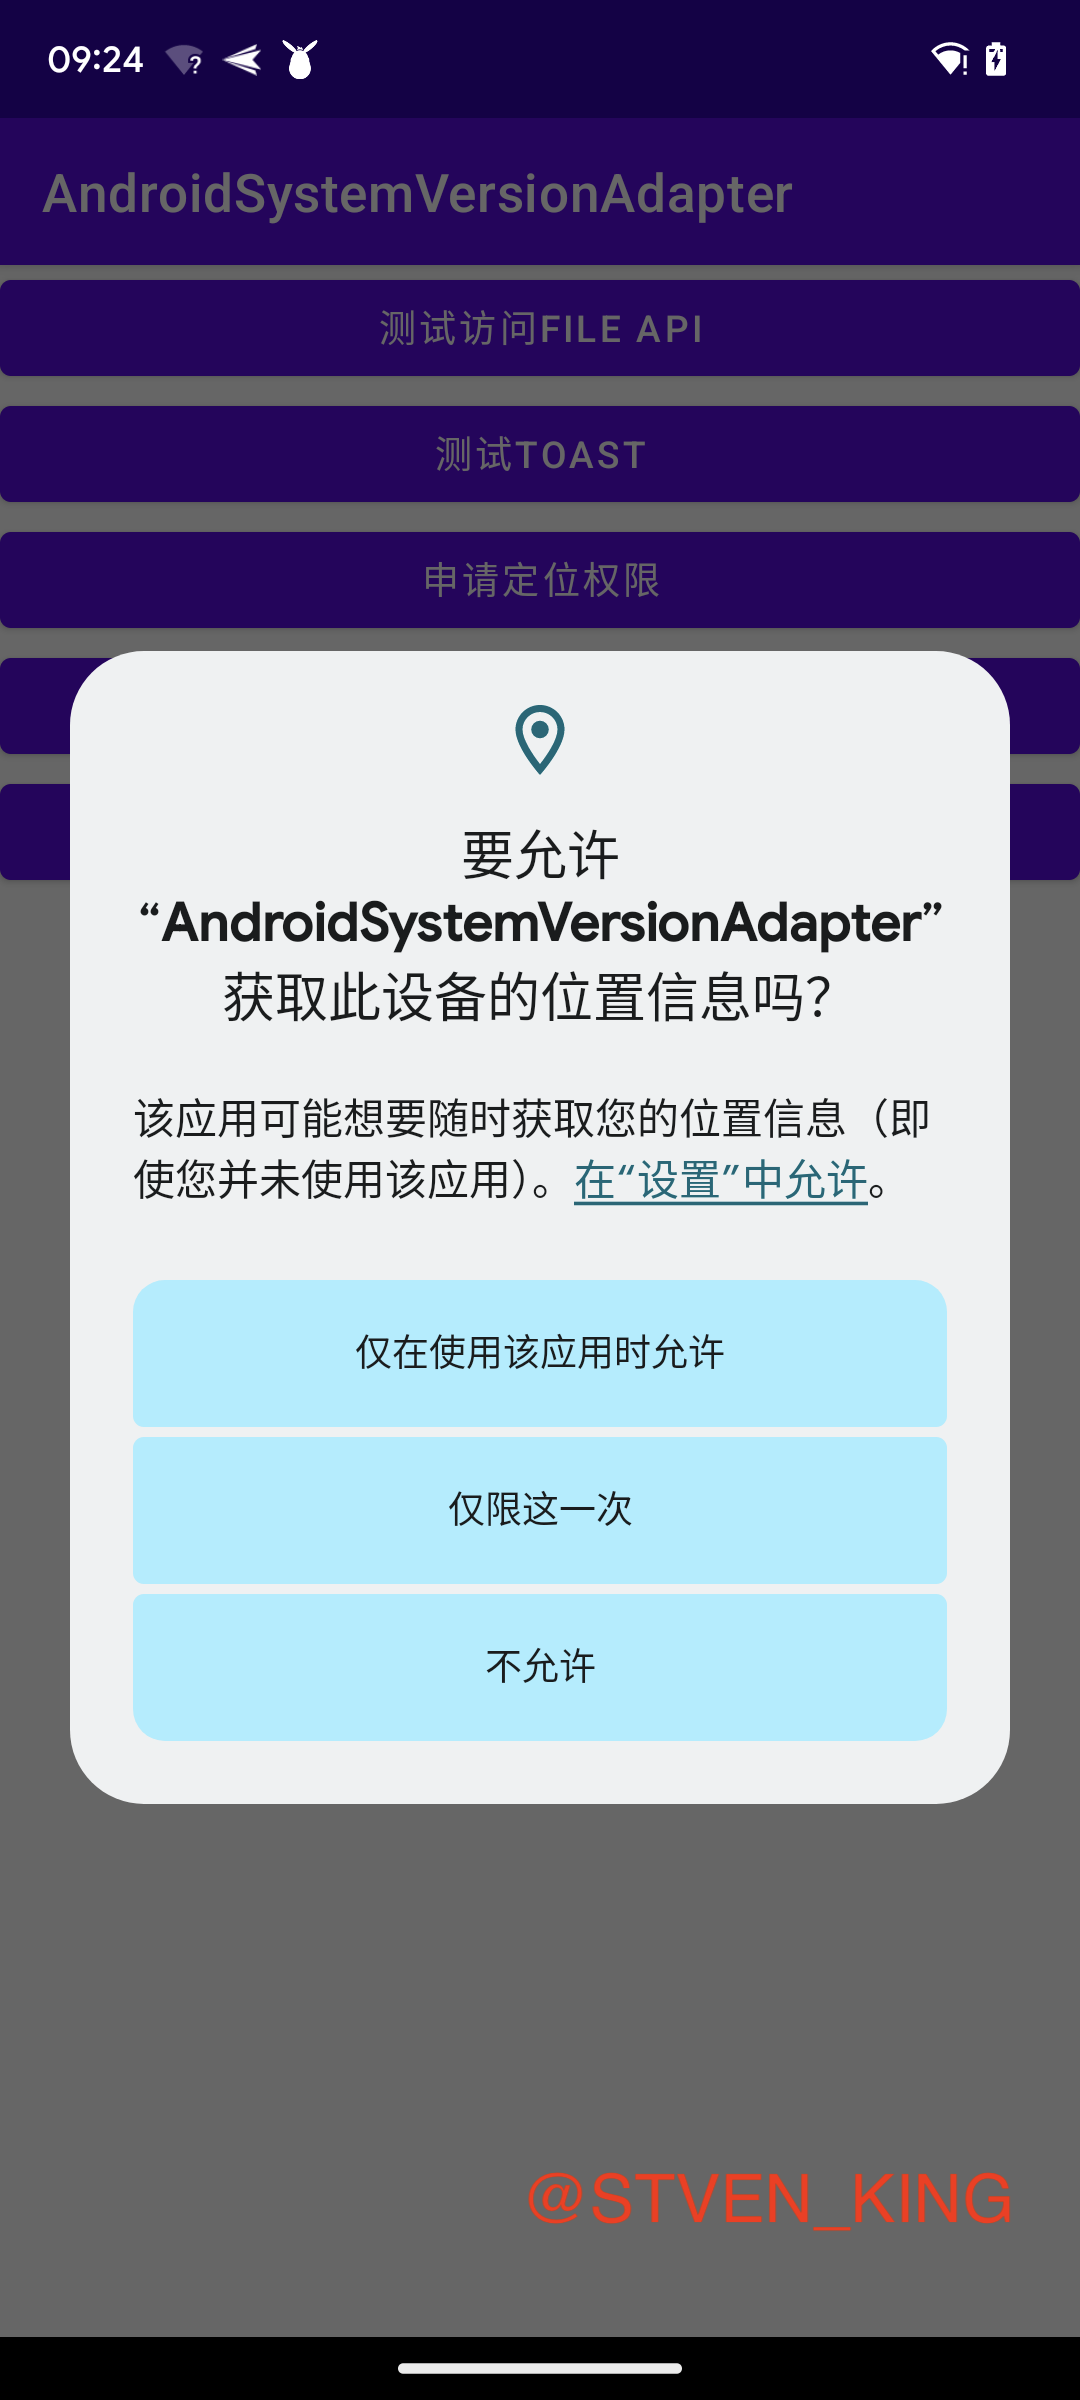 09:24
AndroidSystemVersionAdapter
测试访问FILE API
测试TOAST
申请定位权限
要允许
“AndroidSystemVersionAdapter”
获取此设备的位置信息吗？
该应用可能想要随时获取您的位置信息（即
使您并未使用该应用）。在“设置”中允许。
仅在使用该应用时允许
仅限这一次
不允许
@STVEN_KING